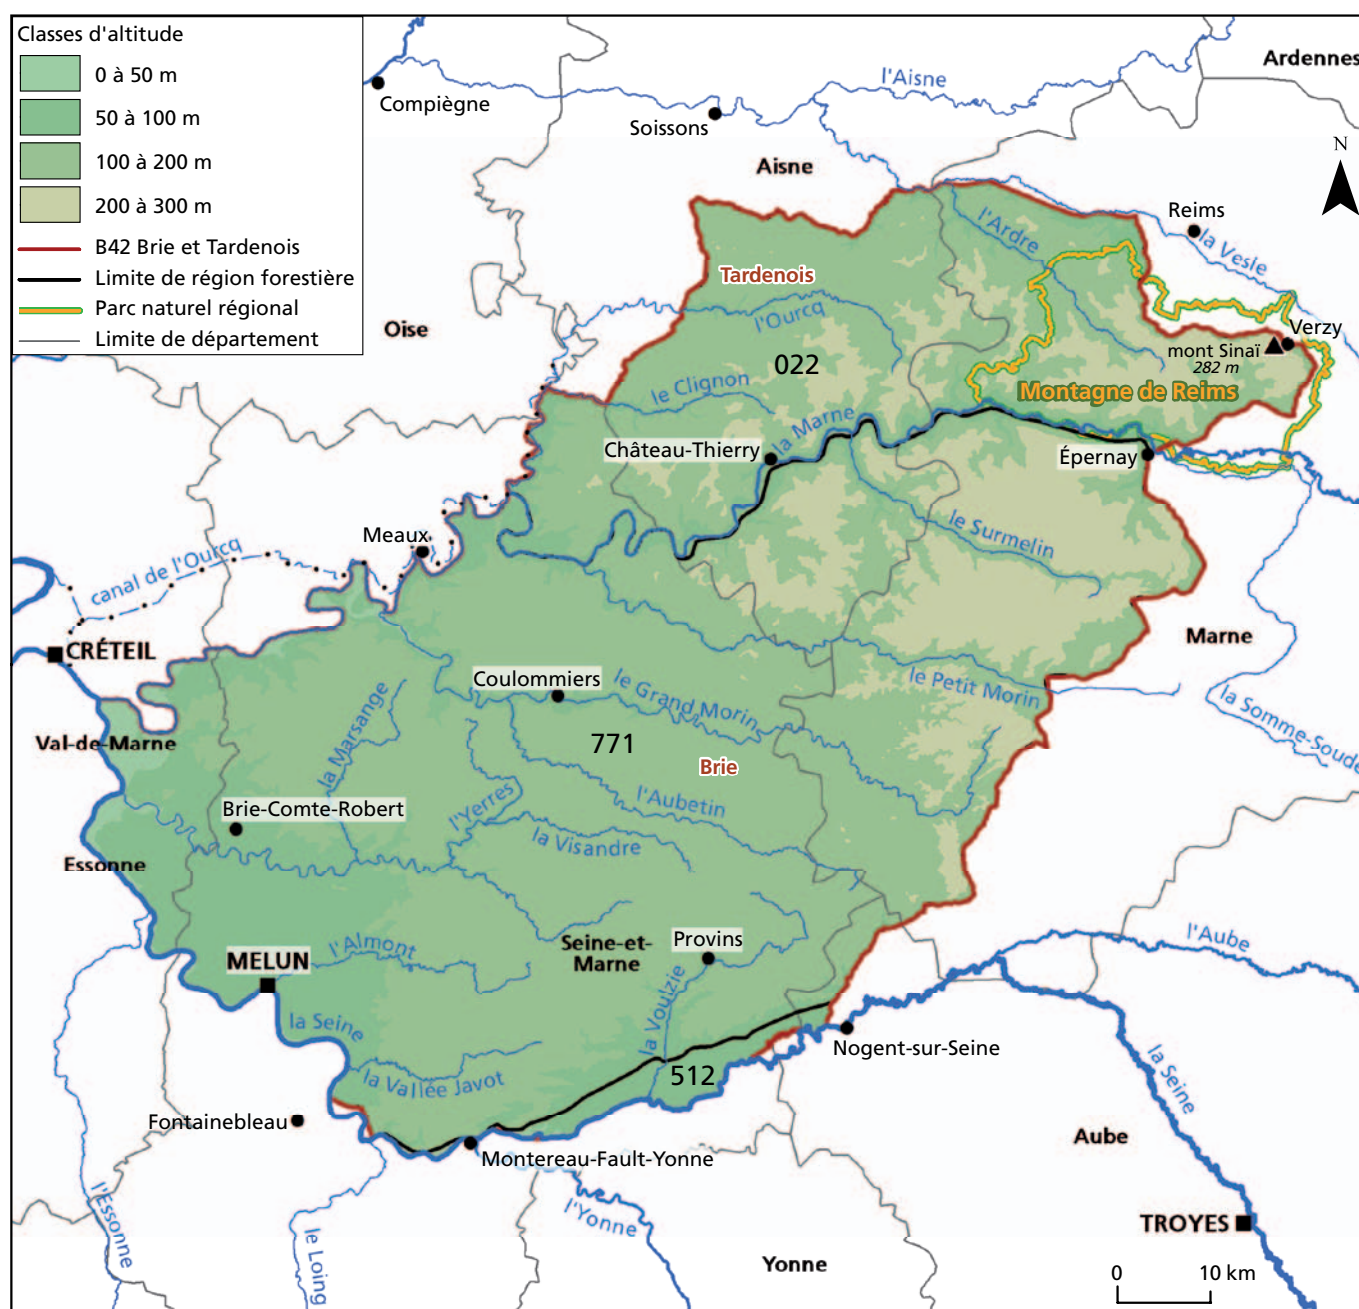 Classes d'altitude
0 à 50 m
50 à 100 m
100 à 200 m
200 à 300 m
B42 Brie et Tardenois
Limite de région forestière
Parc naturel régional
Limite de département
Ardennes
l'Aisne
Compiègne
Soissons
N
Aisne
Reims
l'Ardre
la Vesle
Tardenois
Oise
l'Ourcq
Verzy
mont Sinaï
282 m
022
le Clignon
Montagne de Reims
la Marne
Château-Thierry
Épernay
le Surmelin
Meaux
canal de l'Ourcq
CRÉTEIL
Marne
Coulommiers
le Petit Morin
le Grand Morin
la Somme-Soude
la Marsange
Val-de-Marne
771
Brie
l'Aubetin
Brie-Comte-Robert
l'Yerres
la Visandre
Essonne
l'Aube
Provins
Seine-et-
Marne
l'Almont
MELUN
la Voulzie
la Seine
Nogent-sur-Seine
la Seine
512
la Vallée Javot
Fontainebleau
Aube
Montereau-Fault-Yonne
l'Essonne
le Loing
l'Yonne
TROYES
Yonne
0 10 km